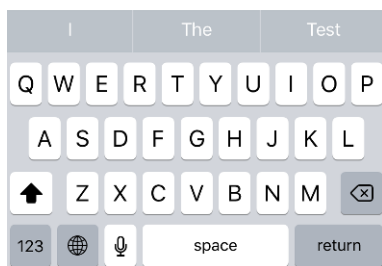 I The Test
Q W E R T Y U I O P
A S D F G H J K L
Z X C V B N M
123 space return